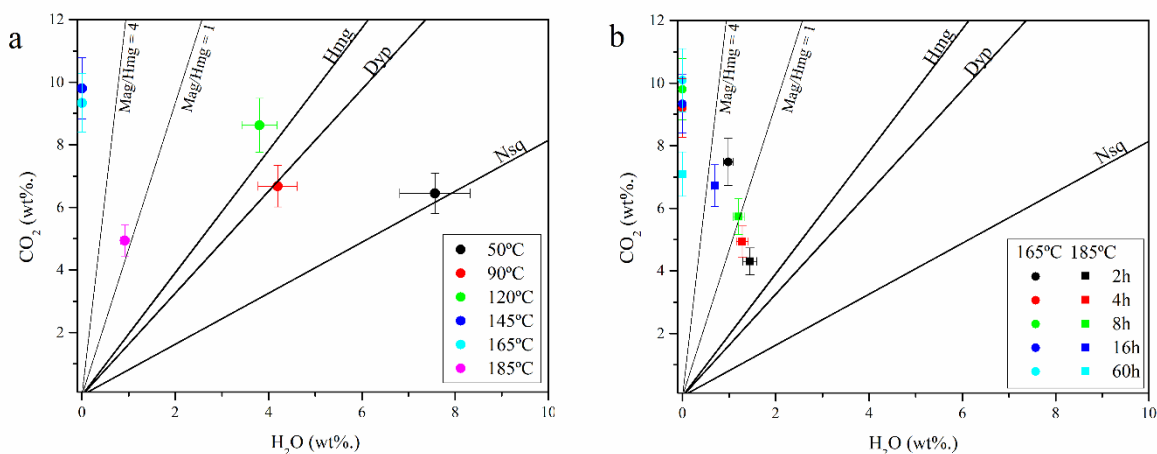 a
12
10
8
6
4
2
0
2
4
6
8
10
CO2 (wt%.)
H2O (wt%.)
Mag/Hmg = 4
Mag/Hmg = 1
Hmg
Dyp
Nsq
50ºC
90ºC
120ºC
145ºC
165ºC
185ºC
b
12
10
8
6
4
2
0
2
4
6
8
10
CO2 (wt%.)
H2O (wt%.)
Mag/Hmg = 4
Mag/Hmg = 1
Hmg
Dyp
Nsq
165ºC 185ºC
2h
4h
8h
16h
60h